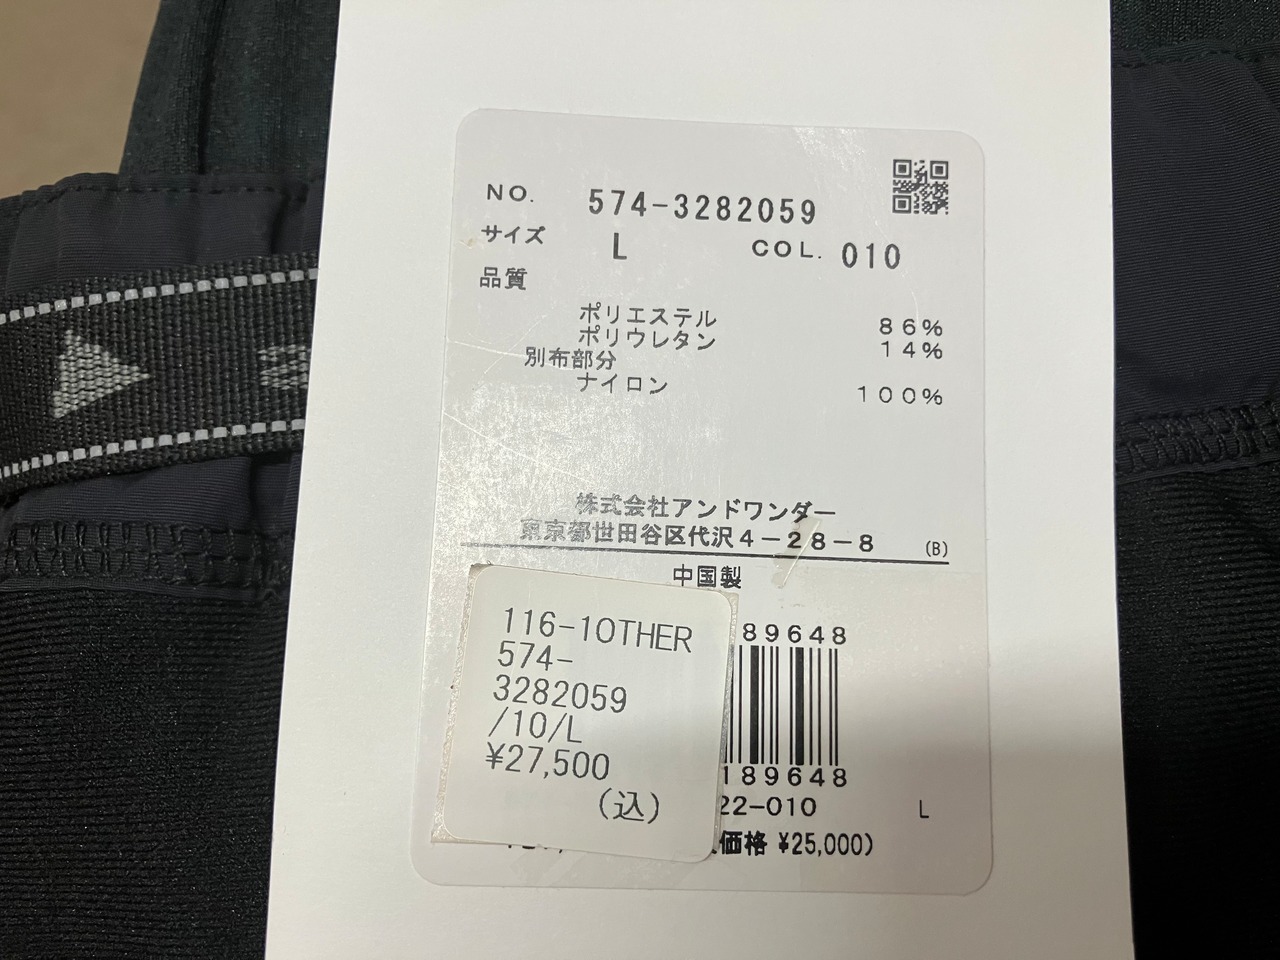 NO. 574-3282059
サイズ L COL. 010
品質
ポリエステル 86%
ポリウレタン 14%
別布部分
ナイロン 100%
株式会社アンドワンダー
東京都世田谷区代沢4-28-8 (B)
中国製
89648
189648
22-010 L
価格 ¥25,000)
116-1OTHER
574-
3282059
/10/L
¥27,500
(込)